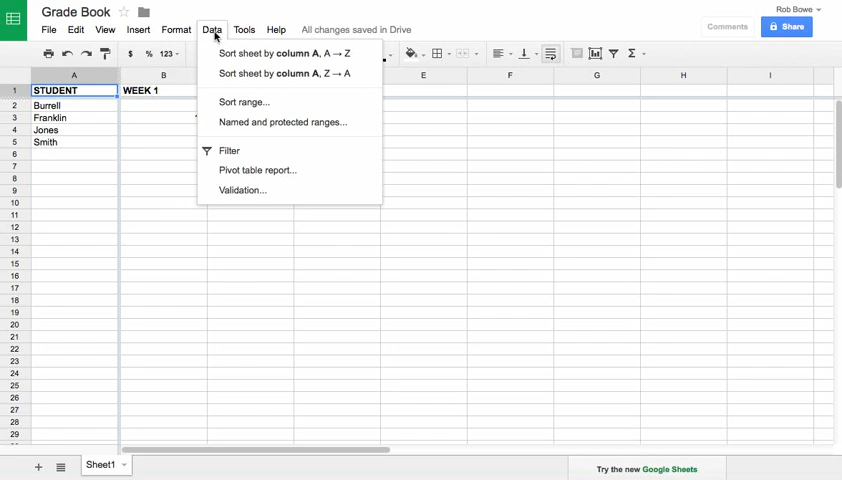 Grade Book
Rob Bowe
File Edit View Insert Format Data Tools Help All changes saved in Drive
Comments
Share
$ % 123
Sort sheet by column A, A → Z
Sort sheet by column A, Z → A
Sort range...
Named and protected ranges...
Filter
Pivot table report...
Validation...
A B E F G H I
1 STUDENT WEEK 1
2 Burrell
3 Franklin
4 Jones
5 Smith
6
7
8
9
10
11
12
13
14
15
16
17
18
19
20
21
22
23
24
25
26
27
28
29
Sheet1
Try the new Google Sheets